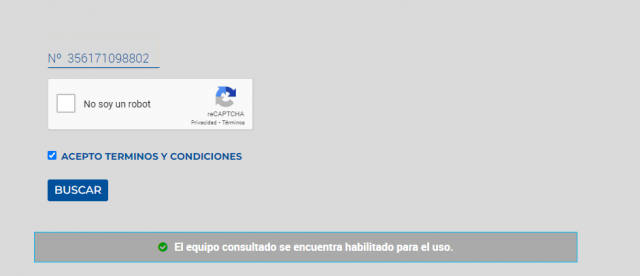 Nº 356171098802
No soy un robot
reCAPTCHA
Privacidad - Términos
ACEPTO TERMINOS Y CONDICIONES
BUSCAR
El equipo consultado se encuentra habilitado para el uso.